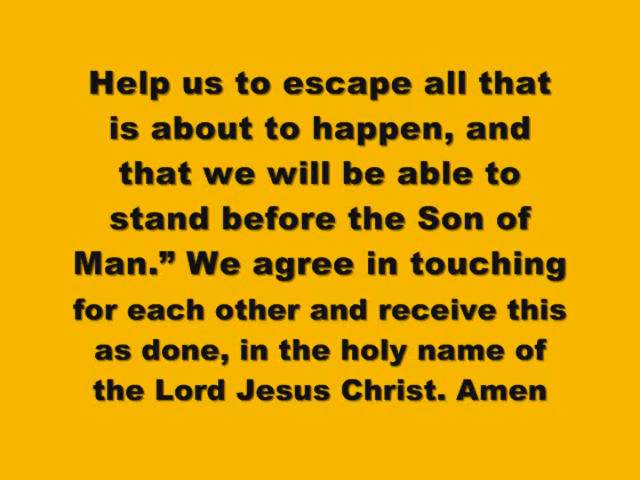 Help us to escape all that
is about to happen, and
that we will be able to
stand before the Son of
Man.” We agree in touching
for each other and receive this
as done, in the holy name of
the Lord Jesus Christ. Amen